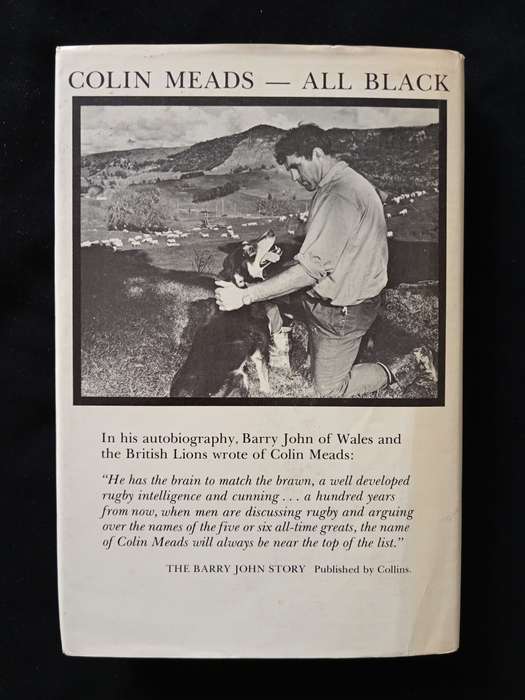 COLIN MEADS — ALL BLACK
In his autobiography, Barry John of Wales and
the British Lions wrote of Colin Meads:
“He has the brain to match the brawn, a well developed
rugby intelligence and cunning . . . a hundred years
from now, when men are discussing rugby and arguing
over the names of the five or six all-time greats, the name
of Colin Meads will always be near the top of the list.”
THE BARRY JOHN STORY Published by Collins.